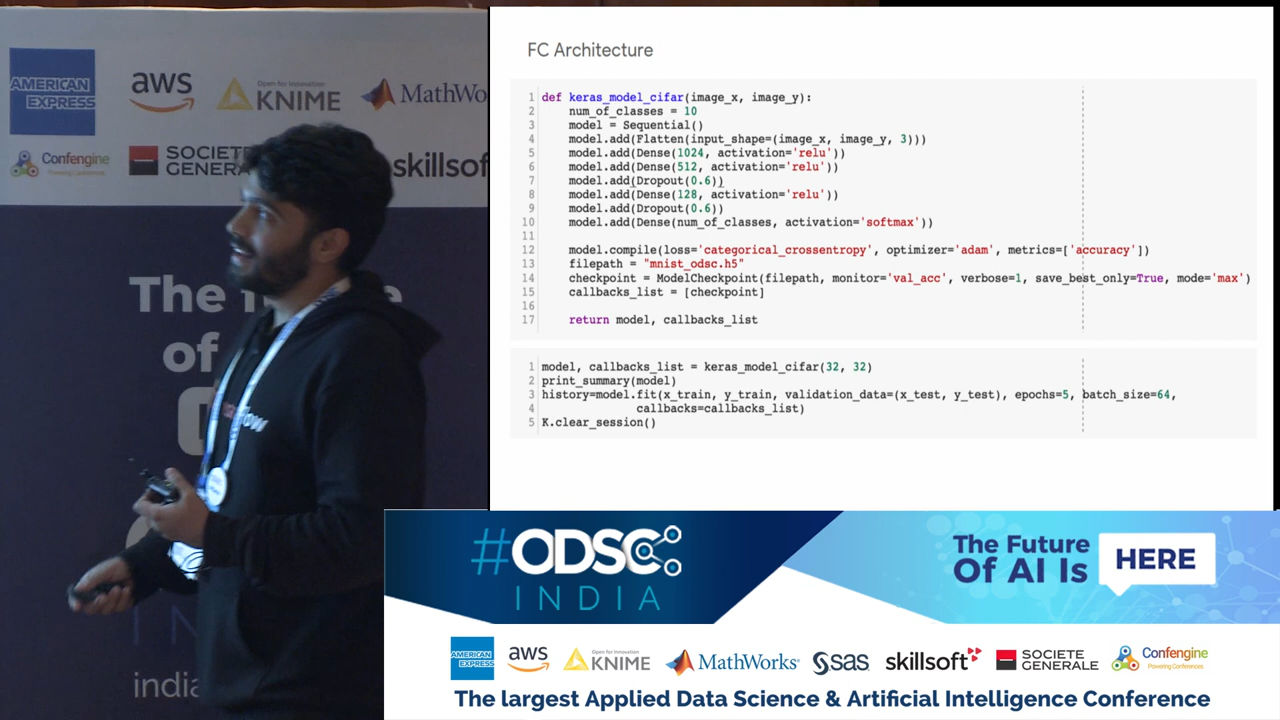 AMERICAN
EXPRESS
aws
Open for Innovation
KNIME
MathWo
Confengine
Powering Conferences
SOCIETE
GENERA
skillsoft
The
of
india
FC Architecture
1 def keras_model_cifar(image_x, image_y):
2 num_of_classes = 10
3 model = Sequential()
4 model.add(Flatten(input_shape=(image_x, image_y, 3)))
5 model.add(Dense(1024, activation='relu'))
6 model.add(Dense(512, activation='relu'))
7 model.add(Dropout(0.6))
8 model.add(Dense(128, activation='relu'))
9 model.add(Dropout(0.6))
10 model.add(Dense(num_of_classes, activation='softmax'))
11
12 model.compile(loss='categorical_crossentropy', optimizer='adam', metrics=['accuracy'])
13 filepath = "mnist_odsc.h5"
14 checkpoint = ModelCheckpoint(filepath, monitor='val_acc', verbose=1, save_best_only=True, mode='max')
15 callbacks_list = [checkpoint]
16
17 return model, callbacks_list
1 model, callbacks_list = keras_model_cifar(32, 32)
2 print_summary(model)
3 history=model.fit(x_train, y_train, validation_data=(x_test, y_test), epochs=5, batch_size=64,
4 callbacks=callbacks_list)
5 K.clear_session()
#ODSC
INDIA
The Future
Of AI Is HERE
AMERICAN
EXPRESS
aws
Open for Innovation
KNIME
MathWorks
SSAS
skillsoft
SOCIETE
GENERALE
Confengine
Powering Conferences
The largest Applied Data Science & Artificial Intelligence Conference